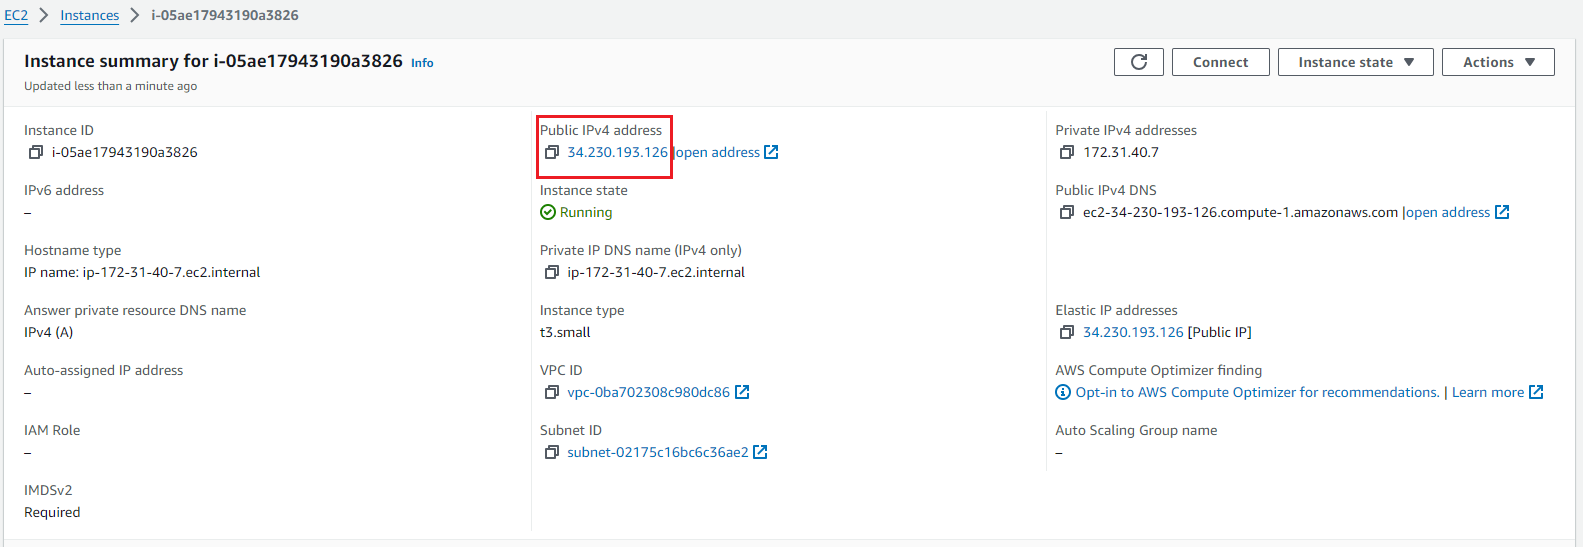 EC2 > Instances > i-05ae17943190a3826
Instance summary for i-05ae17943190a3826 Info
Updated less than a minute ago
Connect
Instance state
Actions
Instance ID
i-05ae17943190a3826
Public IPv4 address
34.230.193.126 |open address
Private IPv4 addresses
172.31.40.7
IPv6 address
–
Instance state
Running
Public IPv4 DNS
ec2-34-230-193-126.compute-1.amazonaws.com |open address
Hostname type
IP name: ip-172-31-40-7.ec2.internal
Private IP DNS name (IPv4 only)
ip-172-31-40-7.ec2.internal
Answer private resource DNS name
IPv4 (A)
Instance type
t3.small
Elastic IP addresses
34.230.193.126 [Public IP]
Auto-assigned IP address
–
VPC ID
vpc-0ba702308c980dc86
AWS Compute Optimizer finding
Opt-in to AWS Compute Optimizer for recommendations. | Learn more
IAM Role
–
Subnet ID
subnet-02175c16bc6c36ae2
Auto Scaling Group name
–
IMDSv2
Required